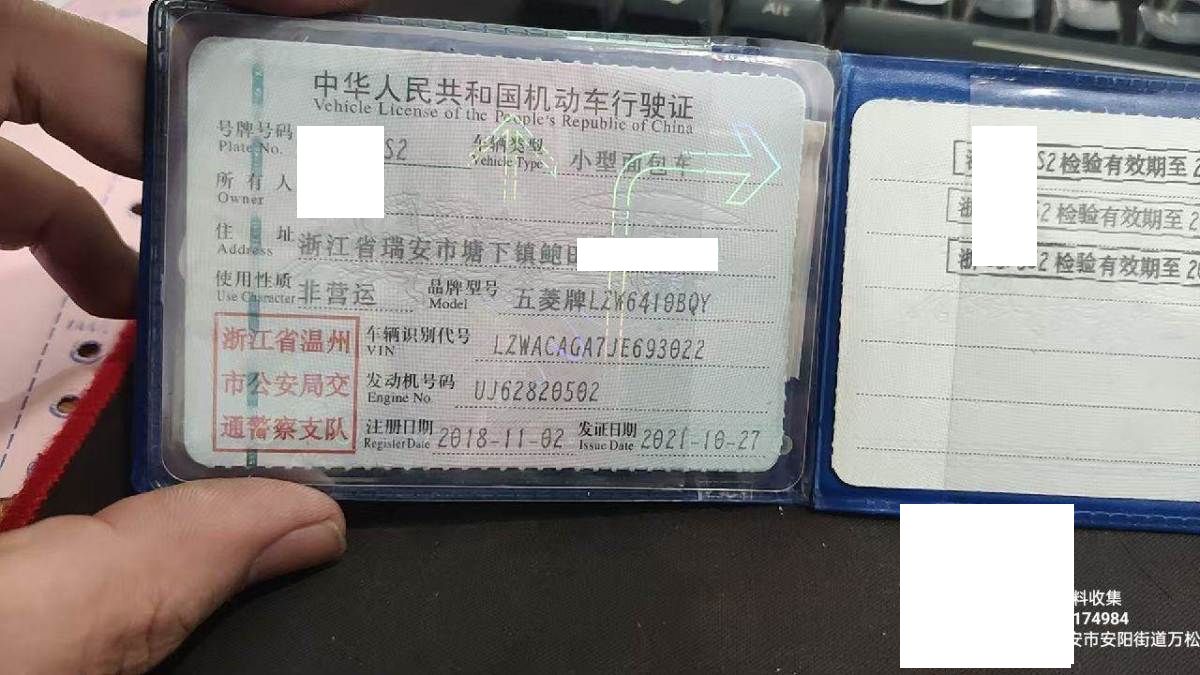 中华人民共和国机动车行驶证
Vehicle License of the People's Republic of China
号牌号码 S2 车辆类型 小型面包车
Plate No. Vehicle Type
所有人
Owner
住址 浙江省瑞安市塘下镇鲍
Address
使用性质 非营运 品牌型号 五菱牌LZW6410BQY
Use Character Model
浙江省温州
市公安局交
通警察支队
车辆识别代号 LZWACAGA7JE693022
VIN
发动机号码 UJ62820502
Engine No.
注册日期 2018-11-02 发证日期 2021-10-27
Register Date Issue Date
S2检验有效期至2
浙 2检验有效期至2
浙 2检验有效期至20
料收集
174984
安市安阳街道万松